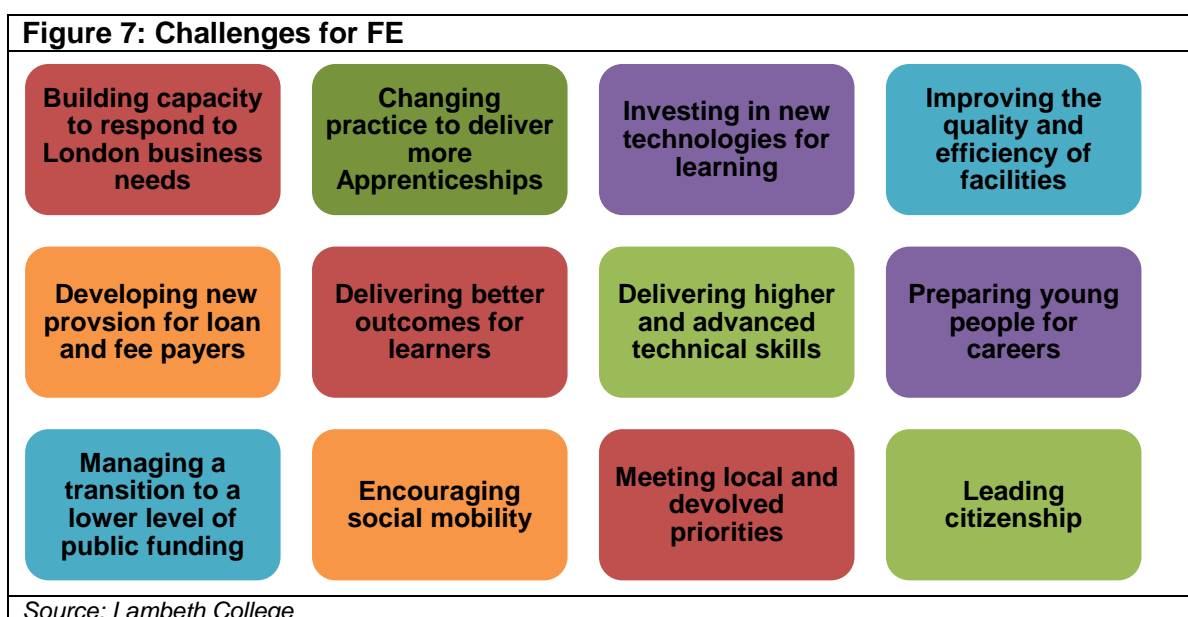 Figure 7: Challenges for FE
Building capacity
to respond to
London business
needs
Changing
practice to deliver
more
Apprenticeships
Investing in new
technologies for
learning
Improving the
quality and
efficiency of
facilities
Developing new
provsion for loan
and fee payers
Delivering better
outcomes for
learners
Delivering higher
and advanced
technical skills
Preparing young
people for
careers
Managing a
transition to a
lower level of
public funding
Encouraging
social mobility
Meeting local and
devolved
priorities
Leading
citizenship
Source: Lambeth College